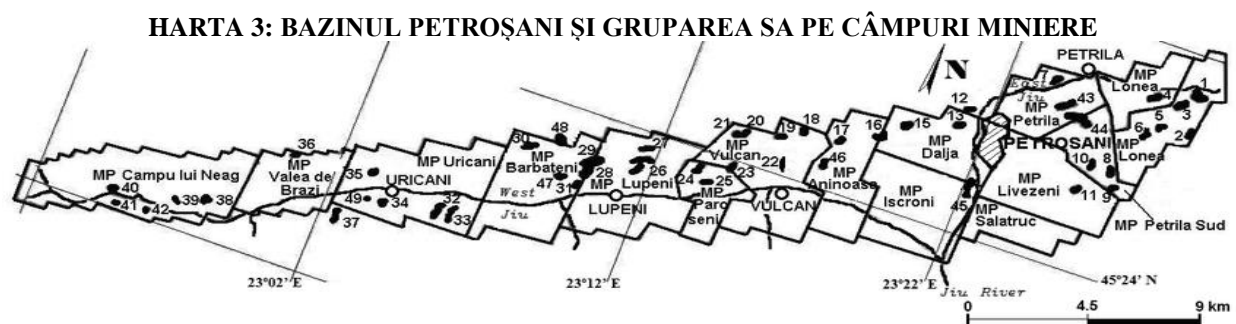 HARTA 3: BAZINUL PETROȘANI ȘI GRUPAREA SA PE CÂMPURI MINIERE
PETRILA
N
East
Jiu
MP
Lonea
MP
Petrila
PETROȘANI
MP
Lonea
MP
Livezeni
MP Petrila Sud
MP
Salatruc
MP
Dalja
MP
Iscroni
MP
Aninoasa
MP
Vulcan
VULCAN
MP
Paro
seni
MP
Lupeni
LUPENI
MP
Barbateni
West
Jiu
MP Uricani
URICANI
MP
Valea de
Brazi
MP Campu lui Neag
1
2
3
4
5
6
7
8
9
10
11
12
13
15
16
17
18
19
20
21
22
23
24
25
26
27
28
29
30
31
32
33
34
35
36
37
38
39
40
41
42
43
44
45
46
47
48
49
23°02' E
23°12' E
23°22' E
45°24' N
Jiu River
0 4.5 9 km